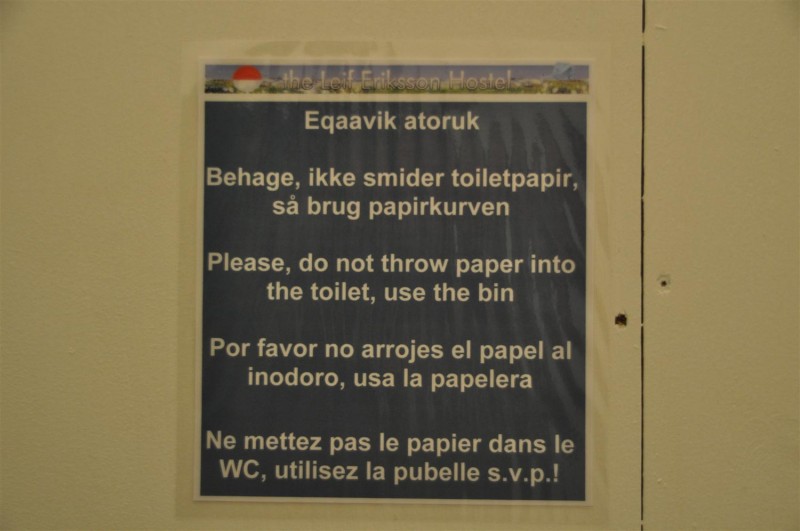 the Leif Eriksson Hostel
Eqaavik atoruk
Behage, ikke smider toiletpapir,
så brug papirkurven
Please, do not throw paper into
the toilet, use the bin
Por favor no arrojes el papel al
inodoro, usa la papelera
Ne mettez pas le papier dans le
WC, utilisez la pubelle s.v.p.!